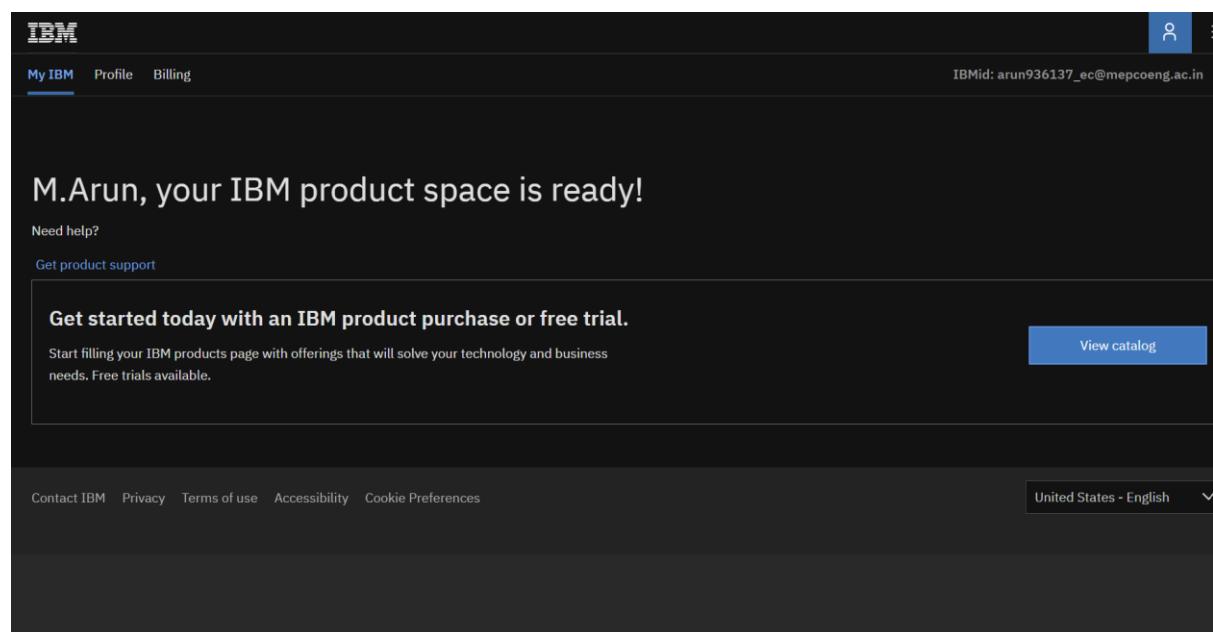 IBM
My IBM Profile Billing IBMid: arun936137_ec@mepcoeng.ac.in
M.Arun, your IBM product space is ready!
Need help?
Get product support
Get started today with an IBM product purchase or free trial.
Start filling your IBM products page with offerings that will solve your technology and business
needs. Free trials available.
View catalog
Contact IBM Privacy Terms of use Accessibility Cookie Preferences
United States - English